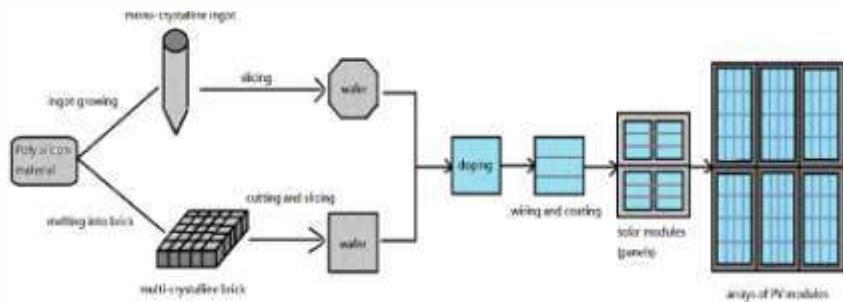 mono-crystalline ingot
slicing
wafer
ingot growing
Poly silicon
material
doping
wiring and coating
solar modules
(panels)
arrays of PV modules
melting into brick
cutting and slicing
wafer
multi-crystalline brick